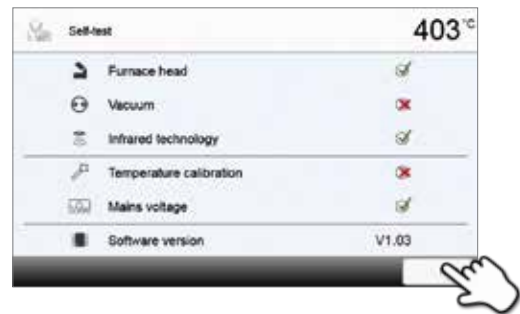 Self-test 403 °C
Furnace head
Vacuum
Infrared technology
Temperature calibration
Mains voltage
Software version V1.03